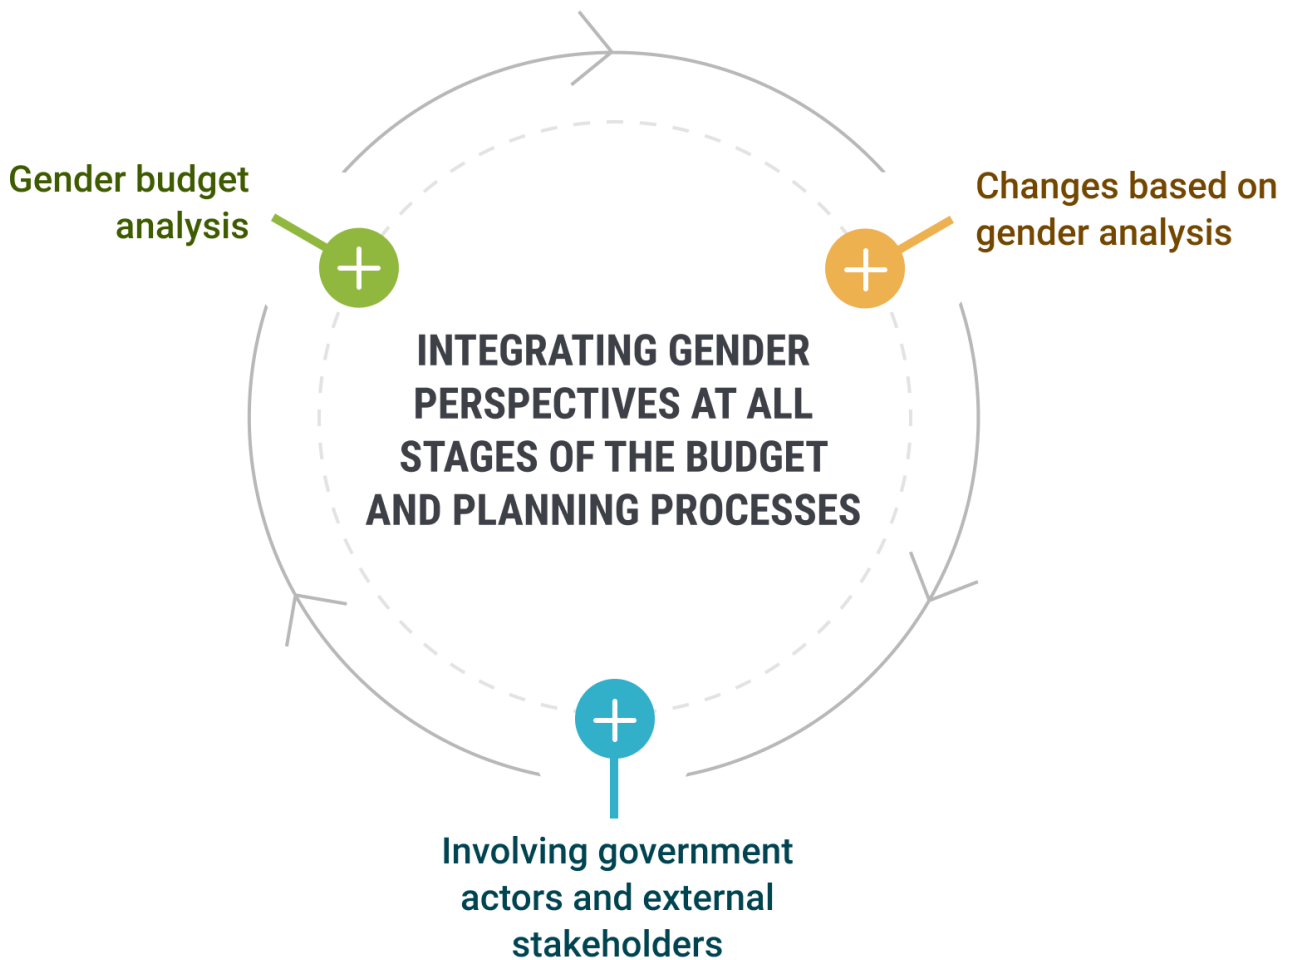 Gender budget
analysis
Changes based on
gender analysis
INTEGRATING GENDER
PERSPECTIVES AT ALL
STAGES OF THE BUDGET
AND PLANNING PROCESSES
Involving government
actors and external
stakeholders